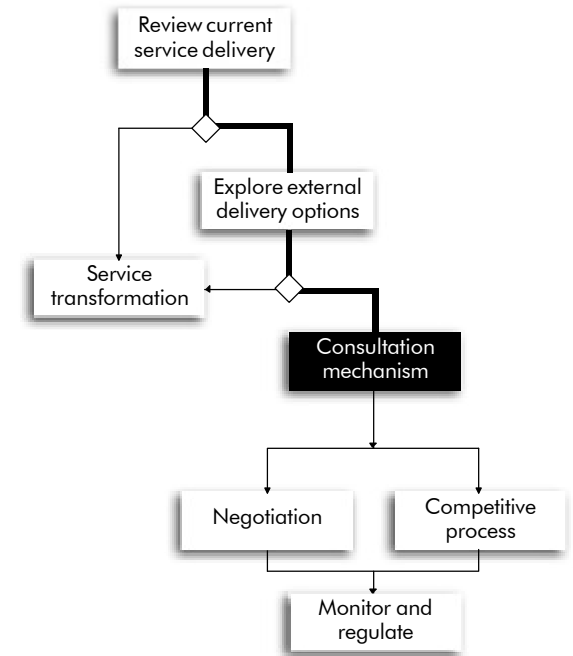 Review current
service delivery
Explore external
delivery options
Service
transformation
Consultation
mechanism
Negotiation
Competitive
process
Monitor and
regulate